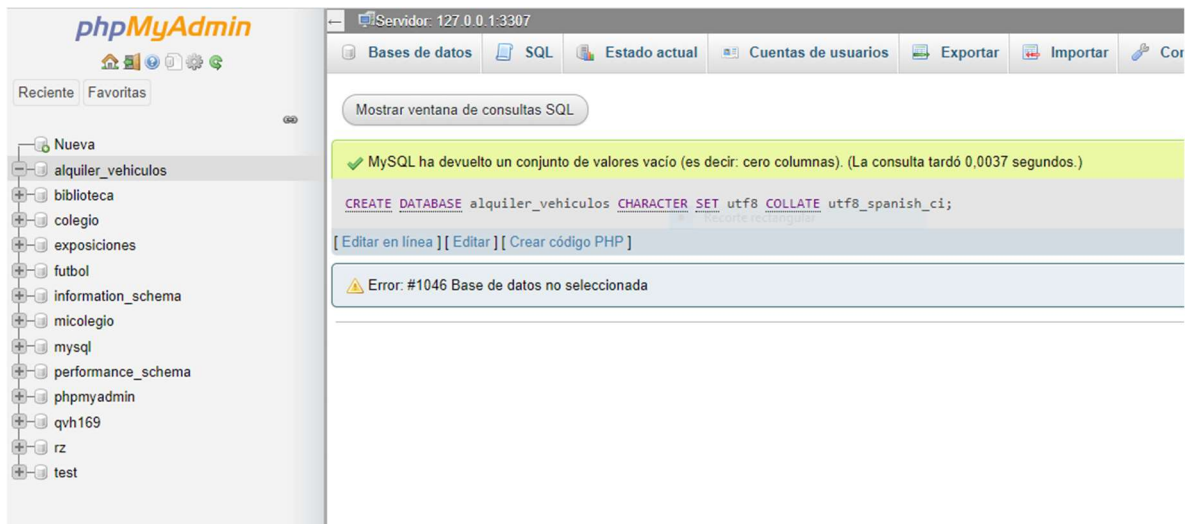 phpMyAdmin
Reciente Favoritas
Nueva
alquiler_vehiculos
biblioteca
colegio
exposiciones
futbol
information_schema
micolegio
mysql
performance_schema
phpmyadmin
qvh169
rz
test
Servidor: 127.0.0.1:3307
Bases de datos SQL Estado actual Cuentas de usuarios Exportar Importar Cor
Mostrar ventana de consultas SQL
MySQL ha devuelto un conjunto de valores vacío (es decir: cero columnas). (La consulta tardó 0,0037 segundos.)
CREATE DATABASE alquiler_vehiculos CHARACTER SET utf8 COLLATE utf8_spanish_ci;
Recorte rectangular
[ Editar en línea ] [ Editar ] [ Crear código PHP ]
Error: #1046 Base de datos no seleccionada